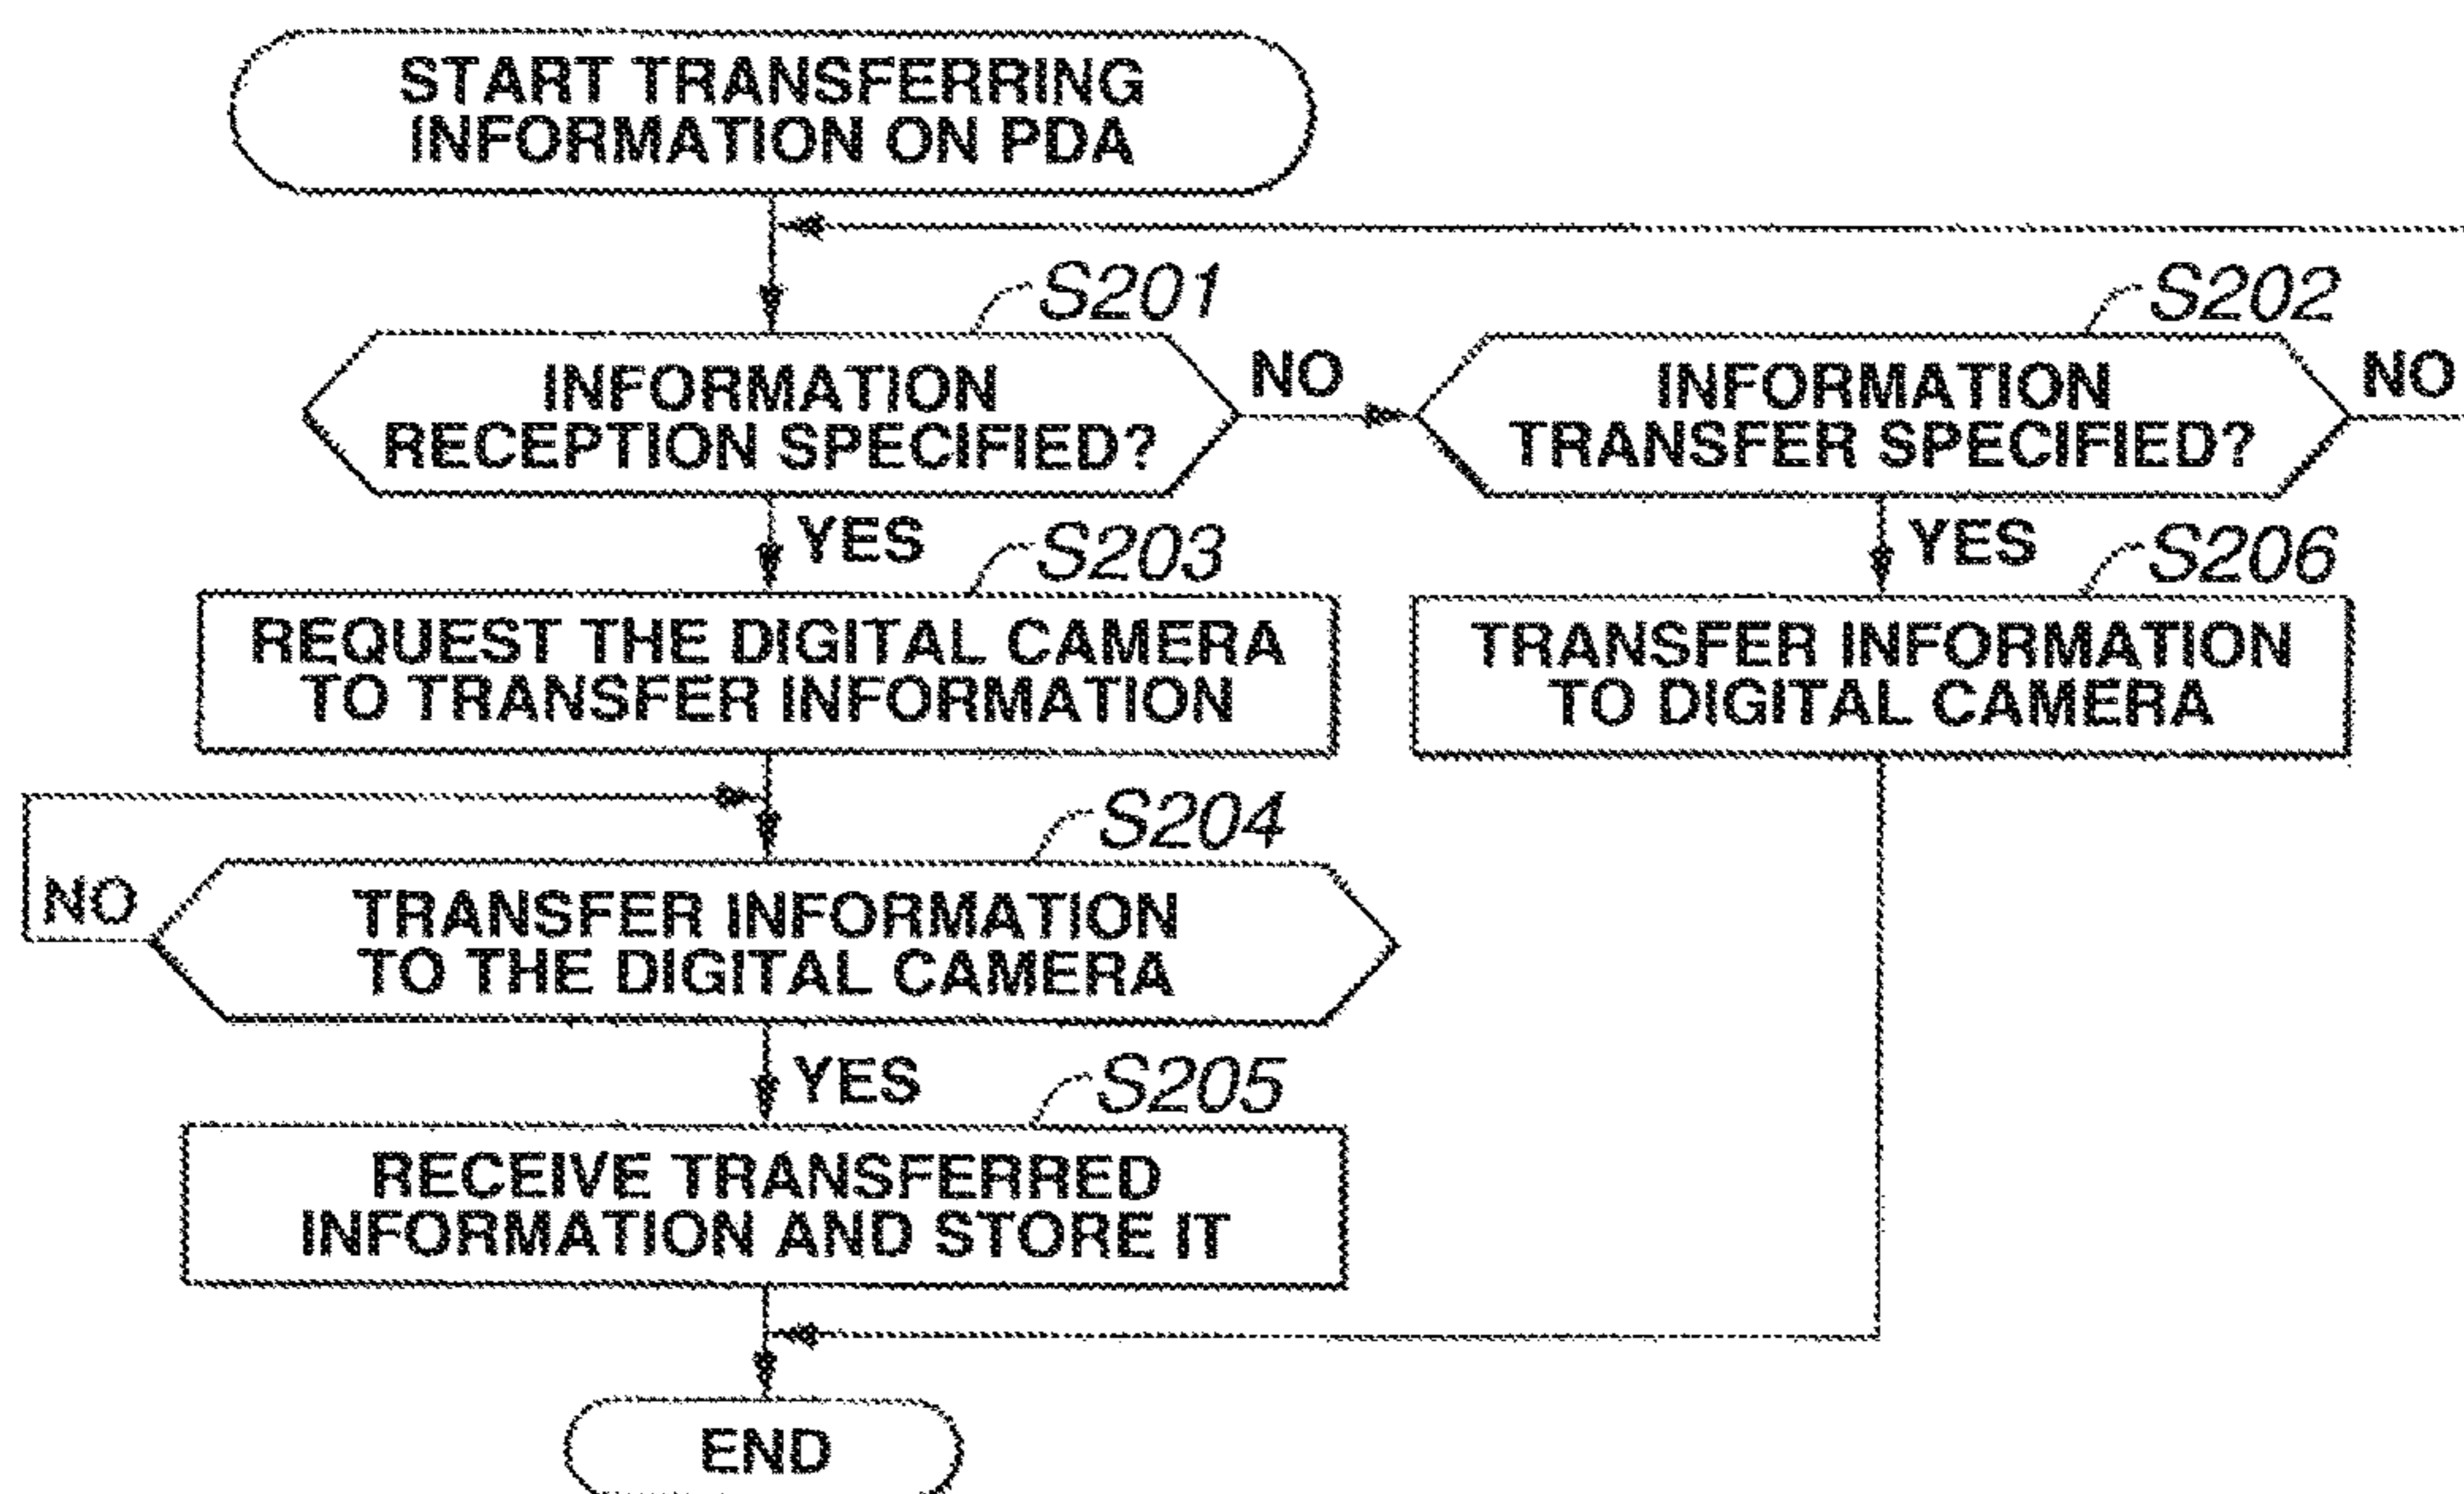 START TRANSFERRING
INFORMATION ON PDA
S201
INFORMATION
RECEPTION SPECIFIED?
NO
S202
INFORMATION
TRANSFER SPECIFIED?
NO
YES
S203
REQUEST THE DIGITAL CAMERA
TO TRANSFER INFORMATION
YES
S206
TRANSFER INFORMATION
TO DIGITAL CAMERA
S204
NO
TRANSFER INFORMATION
TO THE DIGITAL CAMERA
YES
S205
RECEIVE TRANSFERRED
INFORMATION AND STORE IT
END